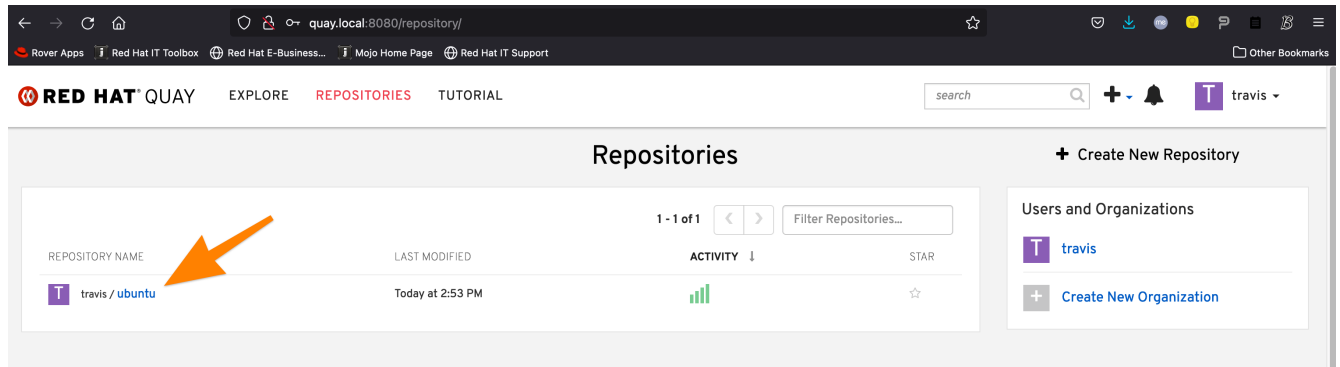 quay.local:8080/repository/
Rover Apps Red Hat IT Toolbox Red Hat E-Business... Mojo Home Page Red Hat IT Support Other Bookmarks
RED HAT® QUAY EXPLORE REPOSITORIES TUTORIAL search T travis
Repositories
+ Create New Repository
1 - 1 of 1 Filter Repositories...
REPOSITORY NAME LAST MODIFIED ACTIVITY ↓ STAR
T travis / ubuntu Today at 2:53 PM
Users and Organizations
T travis
+ Create New Organization